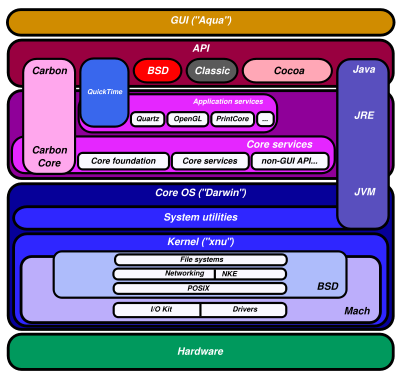 GUI ("Aqua")
API
Carbon
QuickTime
BSD
Classic
Cocoa
Java
Application services
Quartz
OpenGL
PrintCore
...
JRE
Core services
Carbon
Core
Core foundation
Core services
non-GUI API...
Core OS ("Darwin")
JVM
System utilities
Kernel ("xnu")
File systems
Networking
NKE
POSIX
BSD
I/O Kit
Drivers
Mach
Hardware